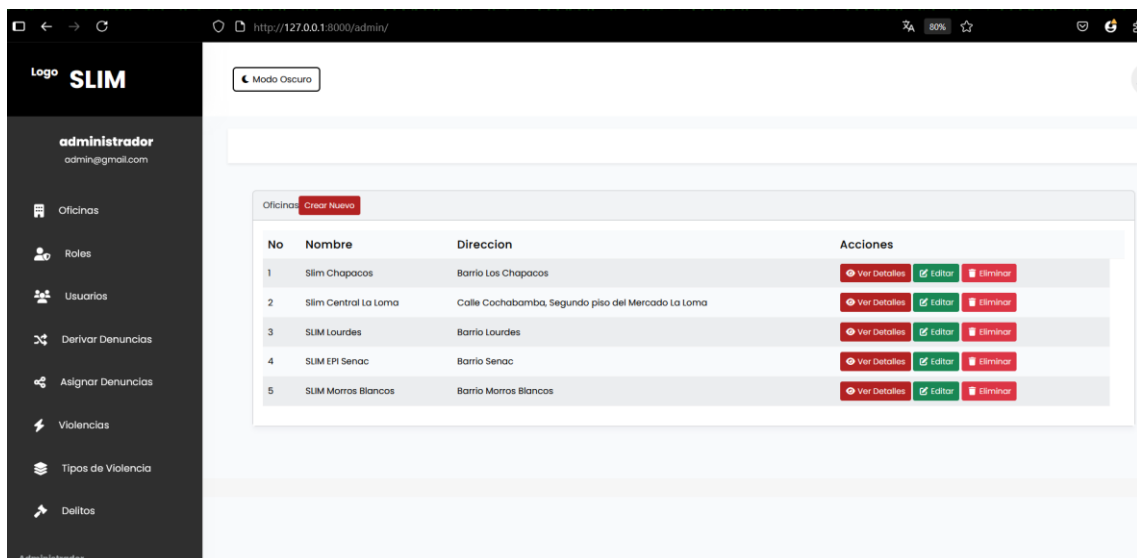 http://127.0.0.1:8000/admin/ 80%
Logo SLIM
Modo Oscuro
administrador
admin@gmail.com
Oficinas
Roles
Usuarios
Derivar Denuncias
Asignar Denuncias
Violencias
Tipos de Violencia
Delitos
Administrador
Oficinas Crear Nuevo
No Nombre Direccion Acciones
1 Slim Chapacos Barrio Los Chapacos Ver Detalles Editar Eliminar
2 Slim Central La Loma Calle Cochabamba, Segundo piso del Mercado La Loma Ver Detalles Editar Eliminar
3 SLIM Lourdes Barrio Lourdes Ver Detalles Editar Eliminar
4 SLIM EPI Senac Barrio Senac Ver Detalles Editar Eliminar
5 SLIM Morros Blancos Barrio Morros Blancos Ver Detalles Editar Eliminar